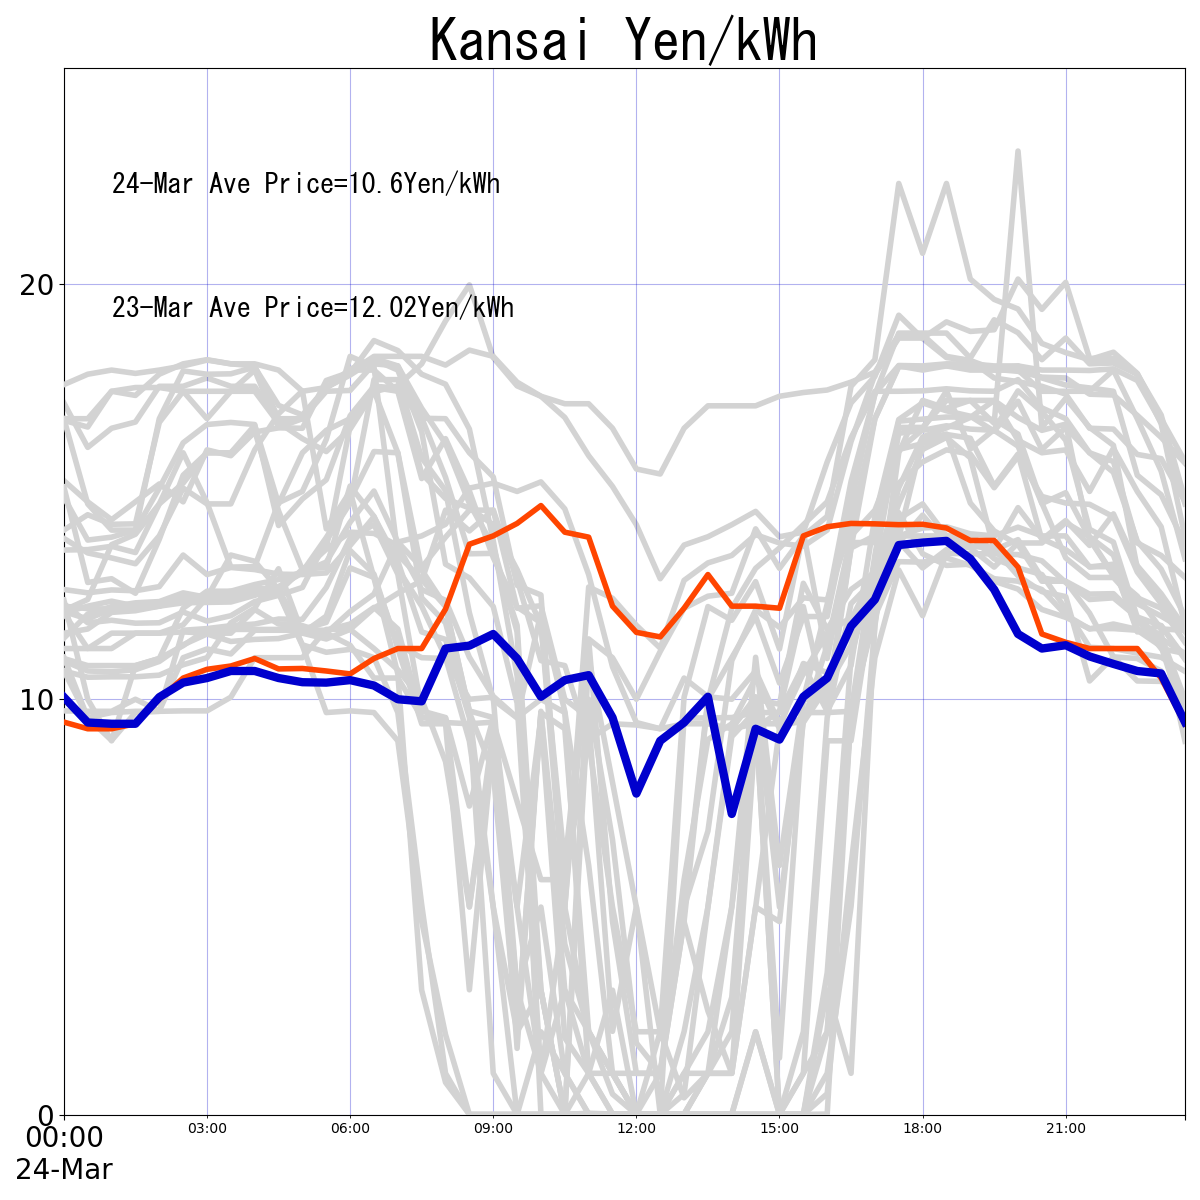 Kansai Yen/kWh
24-Mar Ave Price=10.6Yen/kWh
20
23-Mar Ave Price=12.02Yen/kWh
10
0
00:00 03:00 06:00 09:00 12:00 15:00 18:00 21:00
24-Mar